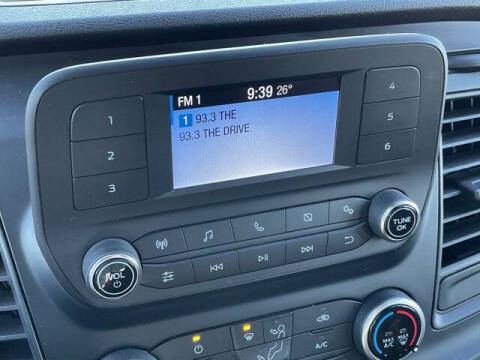 FM 1 9:39 26°
1 93.3 THE
93.3 THE DRIVE
1
2
3
4
5
6
VOL
TUNE
OK
MAX
A/C
A/C